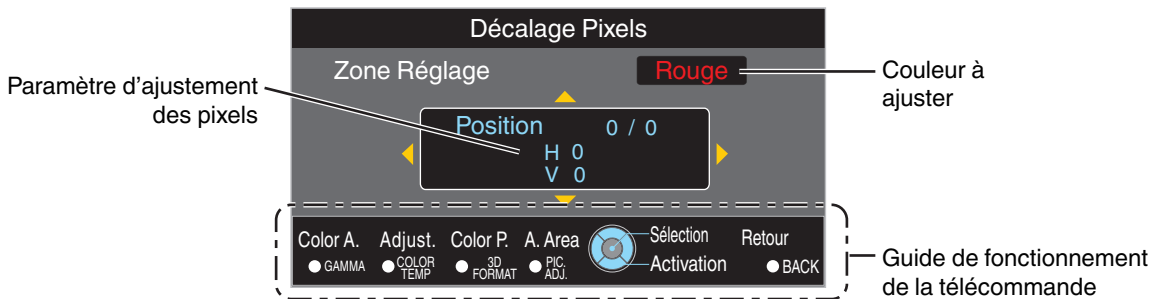 Décalage Pixels
Zone Réglage Rouge
Paramètre d'ajustement
des pixels
Couleur à
ajuster
Position 0 / 0
H 0
V 0
Color A. Adjust. Color P. A. Area Sélection Retour
GAMMA COLOR TEMP 3D FORMAT PIC. ADJ. Activation BACK
Guide de fonctionnement
de la télécommande